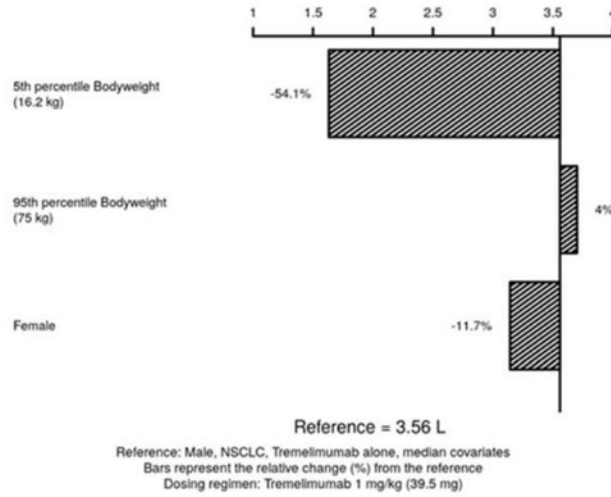 1 1.5 2 2.5 3 3.5 4
5th percentile Bodyweight
(16.2 kg)
-54.1%
95th percentile Bodyweight
(75 kg)
4%
Female
-11.7%
Reference = 3.56 L
Reference: Male, NSCLC, Tremelimumab alone, median covariates
Bars represent the relative change (%) from the reference
Dosing regimen: Tremelimumab 1 mg/kg (39.5 mg)